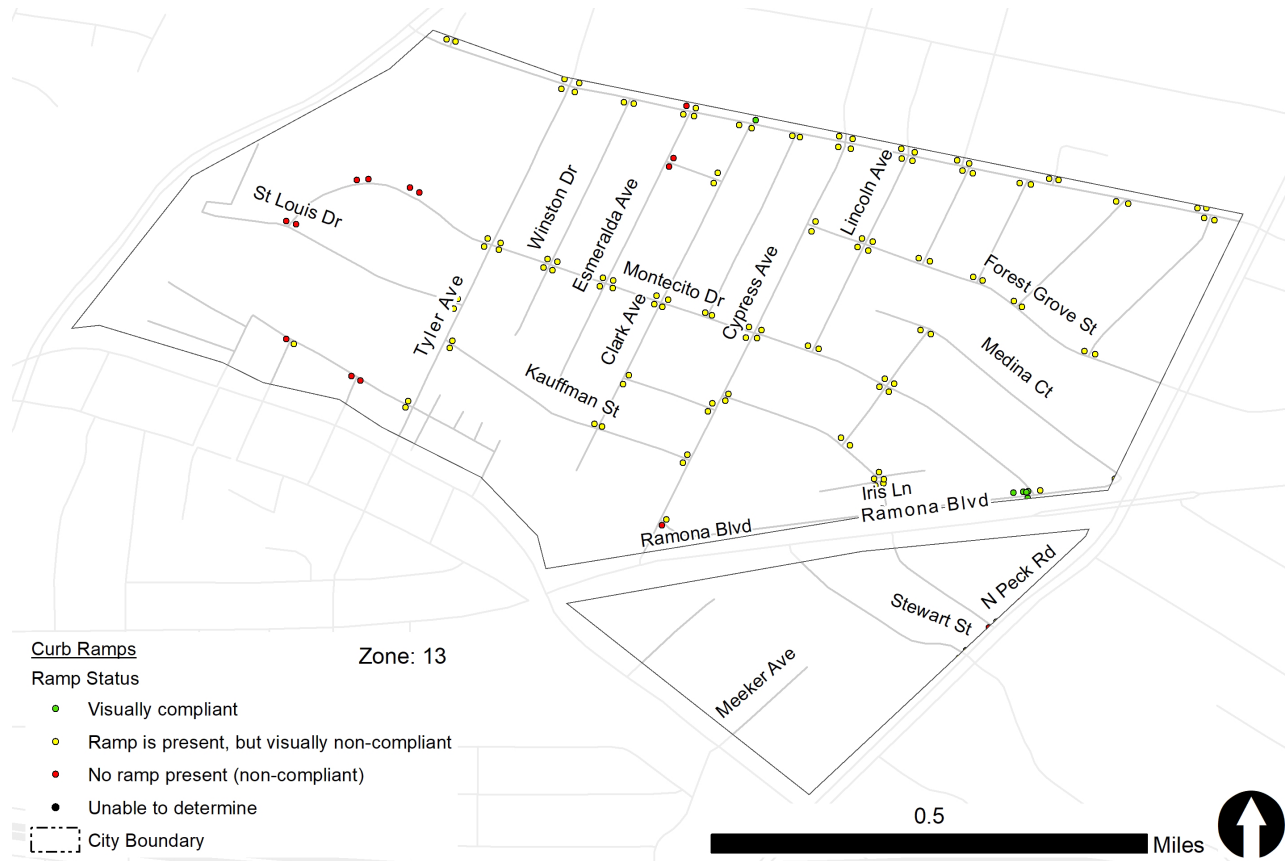 Winston Dr
Lincoln Ave
St Louis Dr
Esmeralda Ave
Montecito Dr
Cypress Ave
Forest Grove St
Tyler Ave
Clark Ave
Medina Ct
Kauffman St
Iris Ln
Ramona Blvd
Ramona Blvd
N Peck Rd
Stewart St
Meeker Ave
Zone: 13
Curb Ramps
Ramp Status
Visually compliant
Ramp is present, but visually non-compliant
No ramp present (non-compliant)
Unable to determine
City Boundary
0.5
Miles